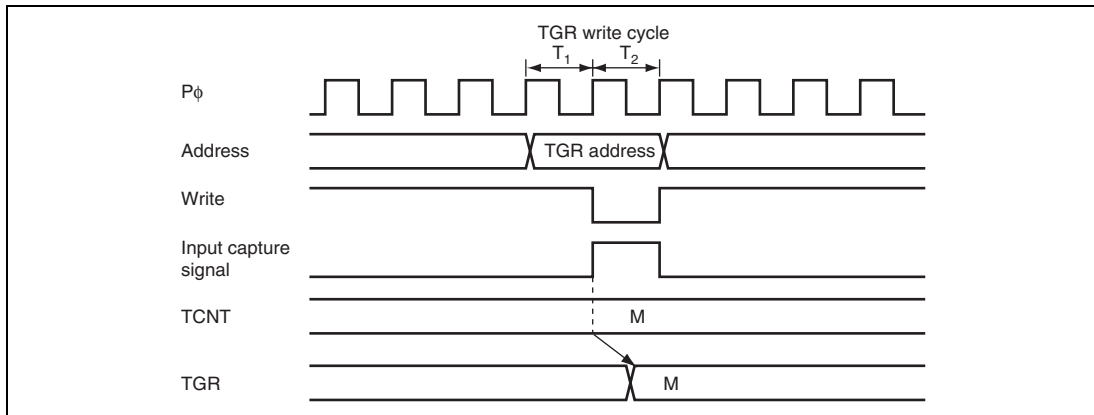 TGR write cycle
T1 T2
Pϕ
Address
TGR address
Write
Input capture
signal
TCNT
M
TGR
M